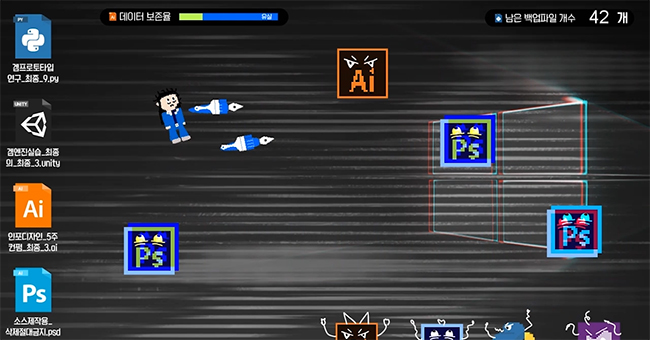 데이터 보존율
유실
남은 백업파일 개수
42 개
PY
겜프로토타입
연구_최종_9.py
UNITY
겜엔진실습_최종
의_최종_3.unity
AI
Ai
인포디자인_5주
컨펌_최종_3.ai
Ps
소스제작용_
삭제절대금지.psd
Ai
Ps
Ps
Ps